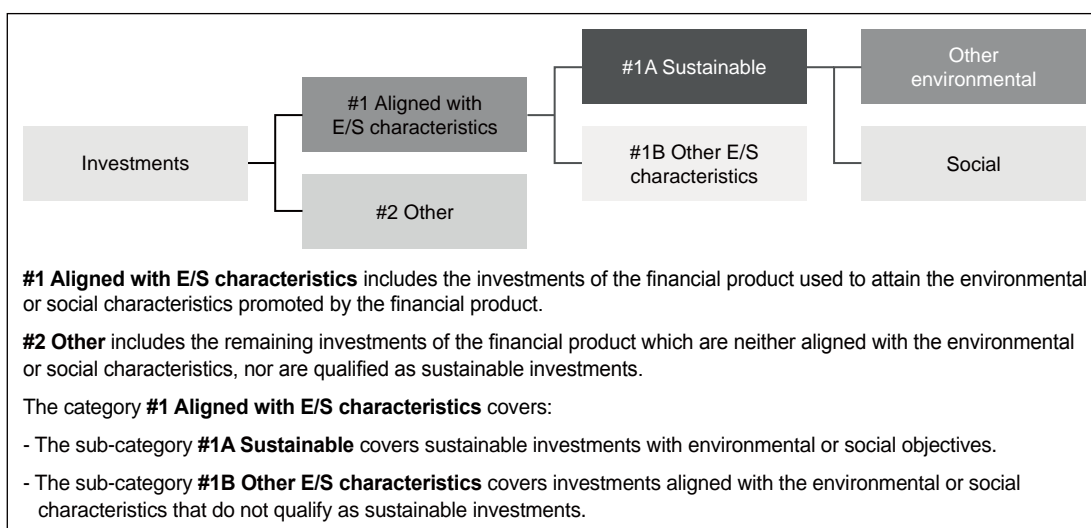 Investments
#1 Aligned with
E/S characteristics
#2 Other
#1A Sustainable
#1B Other E/S
characteristics
Other
environmental
Social
#1 Aligned with E/S characteristics includes the investments of the financial product used to attain the environmental
or social characteristics promoted by the financial product.
#2 Other includes the remaining investments of the financial product which are neither aligned with the environmental
or social characteristics, nor are qualified as sustainable investments.
The category #1 Aligned with E/S characteristics covers:
- The sub-category #1A Sustainable covers sustainable investments with environmental or social objectives.
- The sub-category #1B Other E/S characteristics covers investments aligned with the environmental or social
characteristics that do not qualify as sustainable investments.